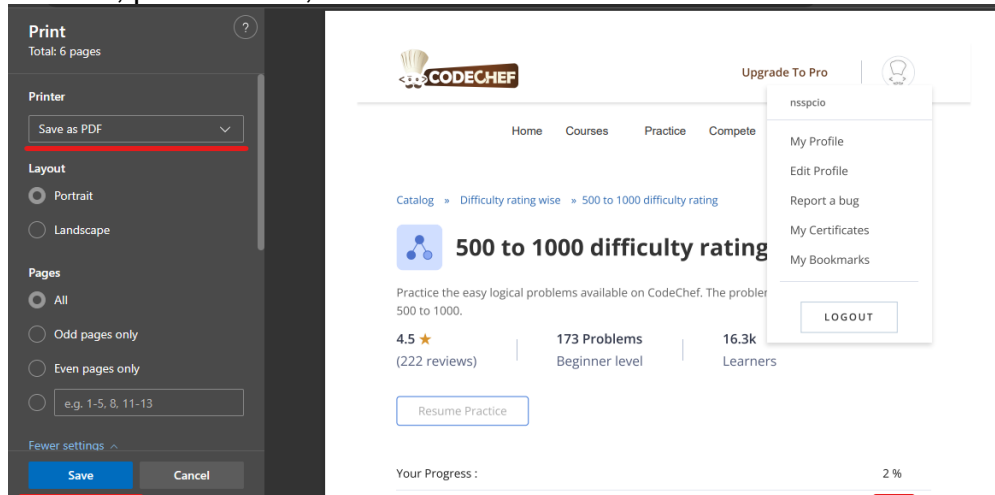 Print
?
Total: 6 pages
Printer
Save as PDF
Layout
Portrait
Landscape
Pages
All
Odd pages only
Even pages only
e.g. 1-5, 8, 11-13
Fewer settings
Save Cancel
CODECHEF
Upgrade To Pro
nsspcio
My Profile
Edit Profile
Report a bug
My Certificates
My Bookmarks
LOGOUT
Home Courses Practice Compete
Catalog » Difficulty rating wise » 500 to 1000 difficulty rating
500 to 1000 difficulty rating
Practice the easy logical problems available on CodeChef. The
500 to 1000.
4.5 ★ 173 Problems 16.3k
(222 reviews) Beginner level Learners
Resume Practice
Your Progress : 2 %